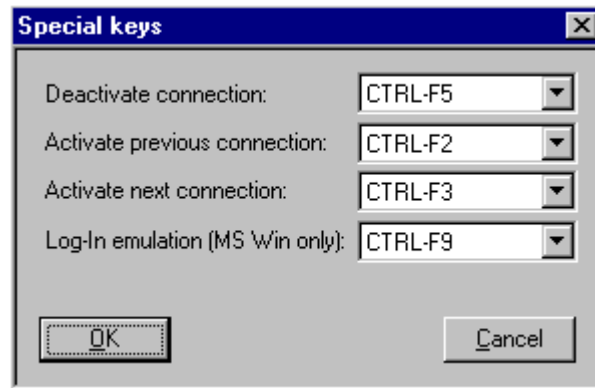 Special keys
Deactivate connection: CTRL-F5
Activate previous connection: CTRL-F2
Activate next connection: CTRL-F3
Log-In emulation (MS Win only): CTRL-F9
OK Cancel